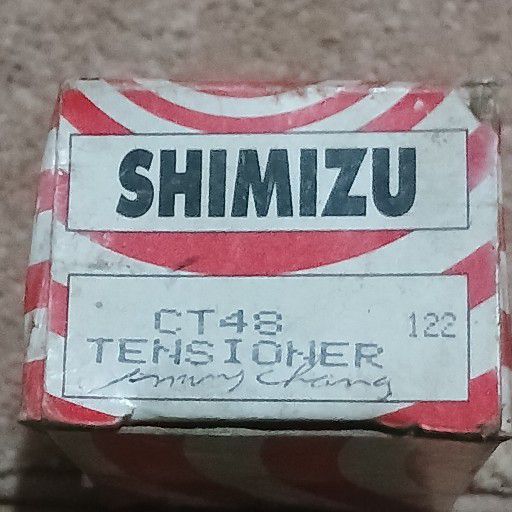 SHIMIZU
CT48
122
TENSIONER
Chang